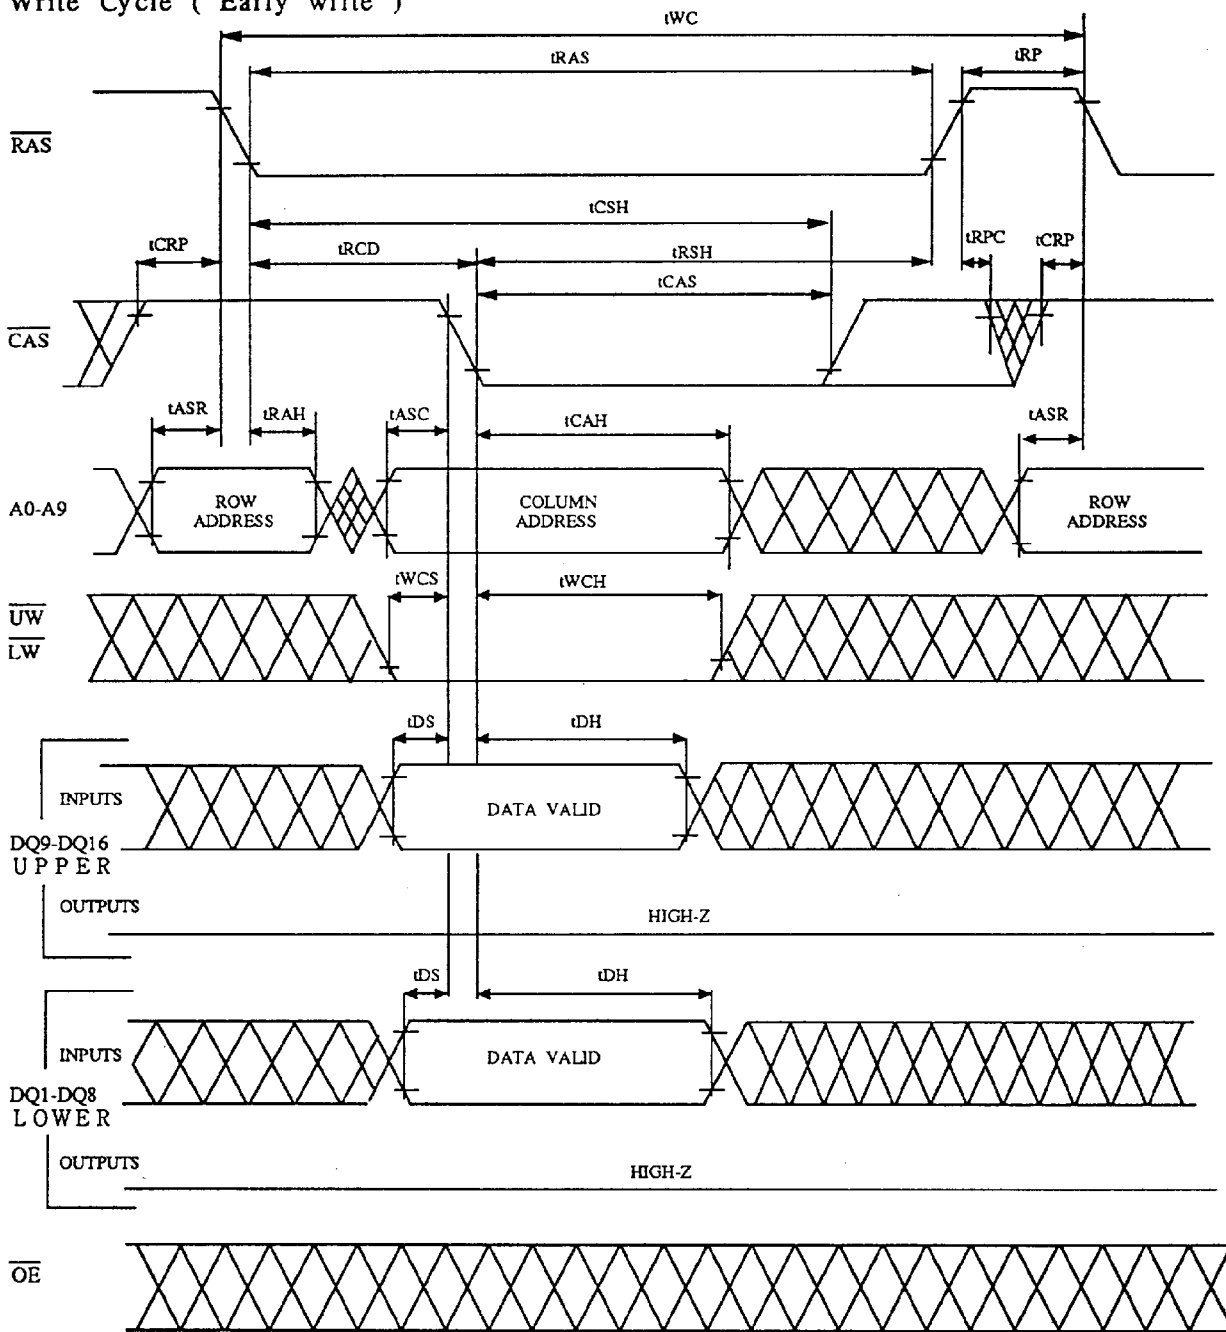 Write Cycle ( Early write )
tWC
tRAS
tRP
RAS
tCSH
tCRP
tRCD
tRSH
tRPC
tCRP
tCAS
CAS
tASR
tRAH
tASC
tCAH
tASR
A0-A9
ROW
ADDRESS
COLUMN
ADDRESS
ROW
ADDRESS
tWCS
tWCH
UW
LW
tDS
tDH
INPUTS
DATA VALID
DQ9-DQ16
UPPER
OUTPUTS
HIGH-Z
tDS
tDH
INPUTS
DATA VALID
DQ1-DQ8
LOWER
OUTPUTS
HIGH-Z
OE